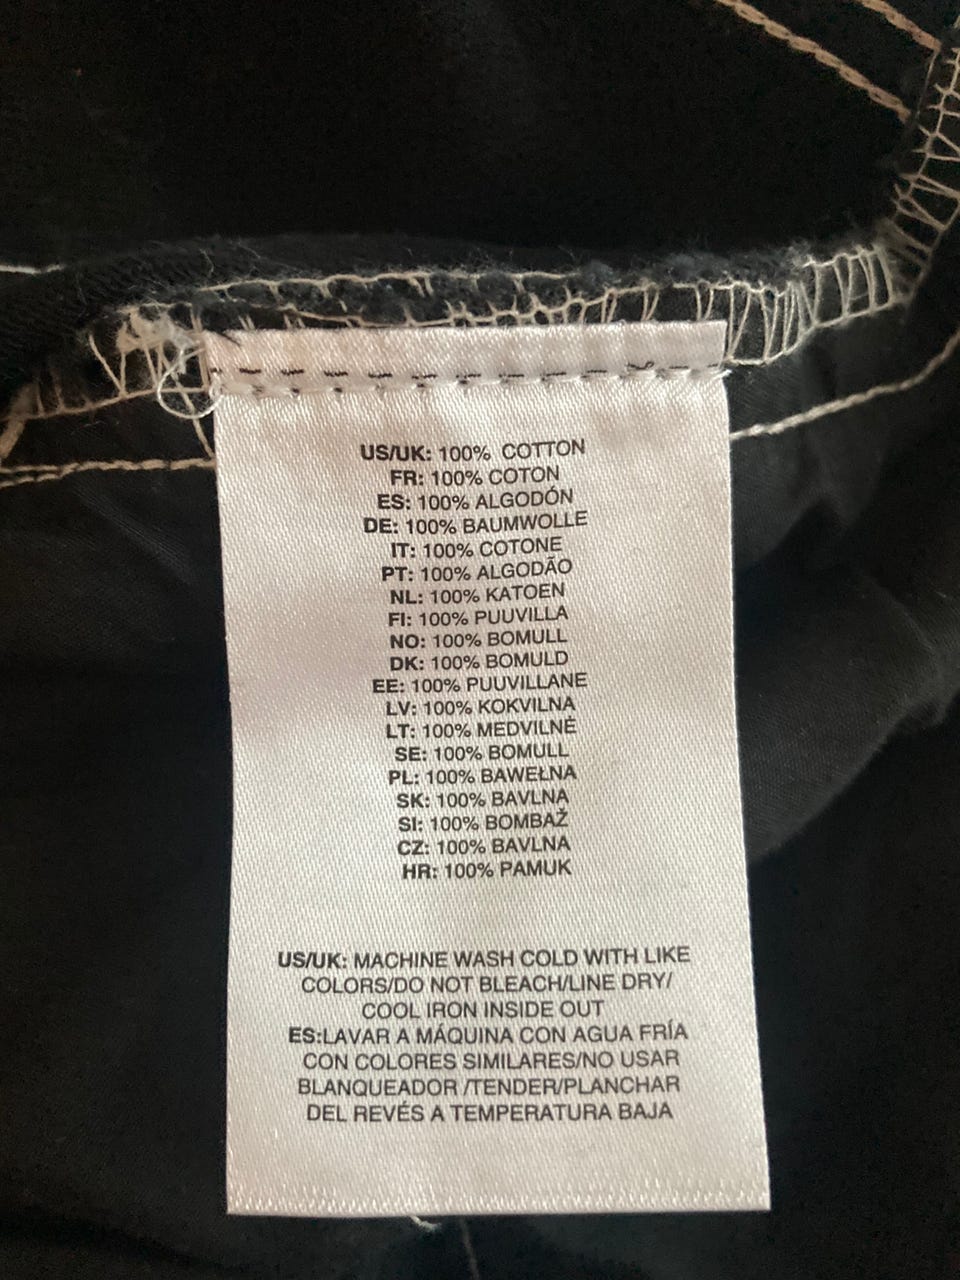 US/UK: 100% COTTON
FR: 100% COTON
ES: 100% ALGODÓN
DE: 100% BAUMWOLLE
IT: 100% COTONE
PT: 100% ALGODÃO
NL: 100% KATOEN
FI: 100% PUUVILLA
NO: 100% BOMULL
DK: 100% BOMULD
EE: 100% PUUVILLANE
LV: 100% KOKVILNA
LT: 100% MEDVILNĖ
SE: 100% BOMULL
PL: 100% BAWEŁNA
SK: 100% BAVLNA
SI: 100% BOMBAŽ
CZ: 100% BAVLNA
HR: 100% PAMUK
US/UK: MACHINE WASH COLD WITH LIKE
COLORS/DO NOT BLEACH/LINE DRY/
COOL IRON INSIDE OUT
ES:LAVAR A MÁQUINA CON AGUA FRÍA
CON COLORES SIMILARES/NO USAR
BLANQUEADOR /TENDER/PLANCHAR
DEL REVÉS A TEMPERATURA BAJA